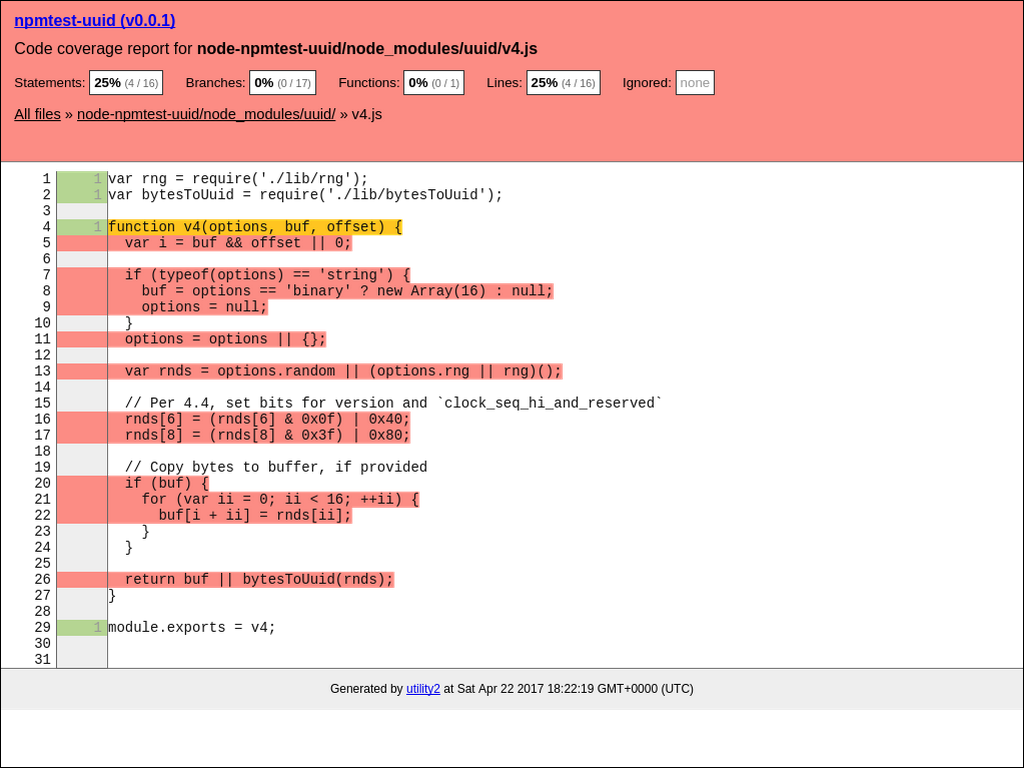 npmtest-uuid (v0.0.1)
Code coverage report for node-npmtest-uuid/node_modules/uuid/v4.js
Statements: 25% (4 / 16) Branches: 0% (0 / 17) Functions: 0% (0 / 1) Lines: 25% (4 / 16) Ignored: none
All files » node-npmtest-uuid/node_modules/uuid/ » v4.js
1 1 var rng = require('./lib/rng');
2 1 var bytesToUuid = require('./lib/bytesToUuid');
3
4 1 function v4(options, buf, offset) {
5   var i = buf && offset || 0;
6
7   if (typeof(options) == 'string') {
8     buf = options == 'binary' ? new Array(16) : null;
9     options = null;
10   }
11   options = options || {};
12
13   var rnds = options.random || (options.rng || rng)();
14
15   // Per 4.4, set bits for version and `clock_seq_hi_and_reserved`
16   rnds[6] = (rnds[6] & 0x0f) | 0x40;
17   rnds[8] = (rnds[8] & 0x3f) | 0x80;
18
19   // Copy bytes to buffer, if provided
20   if (buf) {
21     for (var ii = 0; ii < 16; ++ii) {
22       buf[i + ii] = rnds[ii];
23     }
24   }
25
26   return buf || bytesToUuid(rnds);
27 }
28
29 1 module.exports = v4;
30
31
Generated by utility2 at Sat Apr 22 2017 18:22:19 GMT+0000 (UTC)